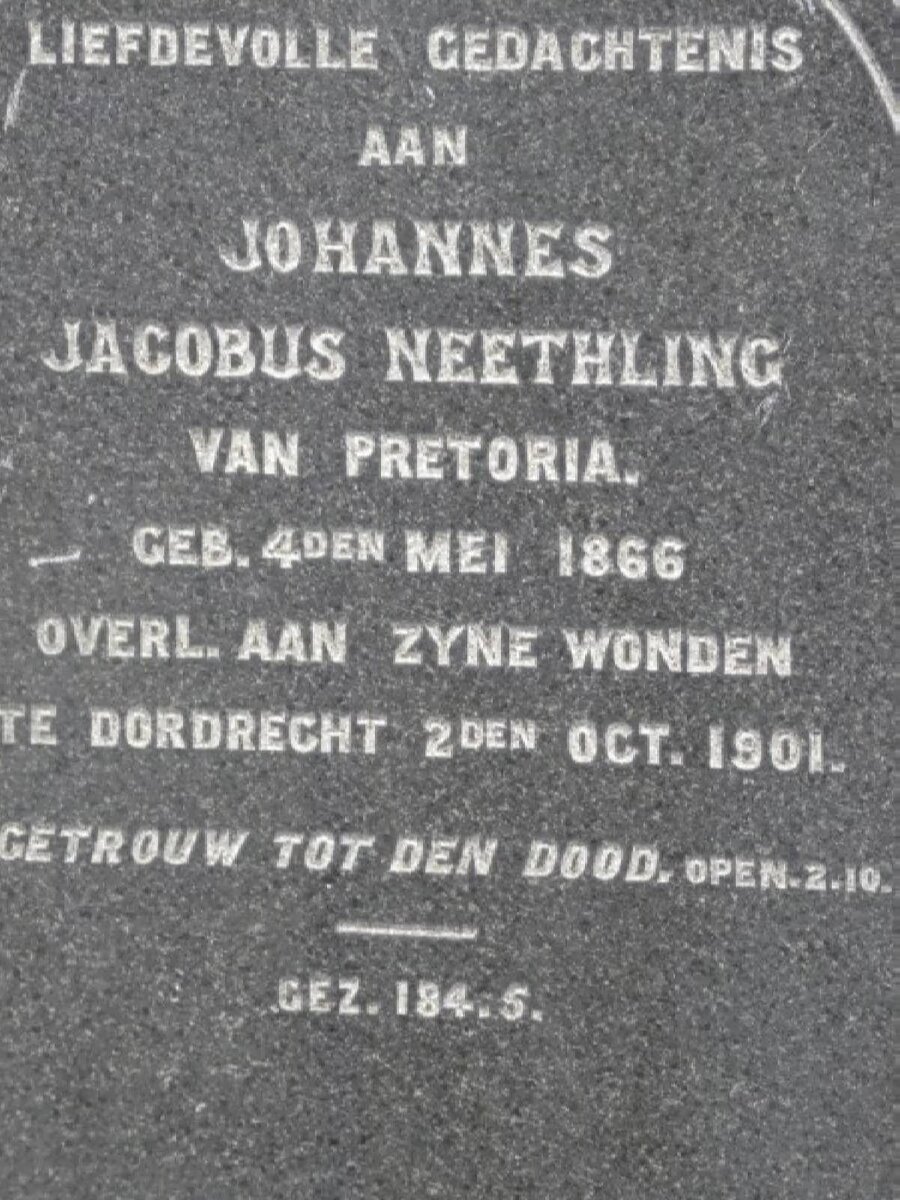 LIEFDEVOLLE GEDACHTENIS
AAN
JOHANNES
JACOBUS NEETHLING
VAN PRETORIA.
GEB. 4DEN MEI 1866
OVERL. AAN ZYNE WONDEN
TE DORDRECHT 2DEN OCT. 1901.
GETROUW TOT DEN DOOD. OPEN. 2.10.
GEZ. 184.5.